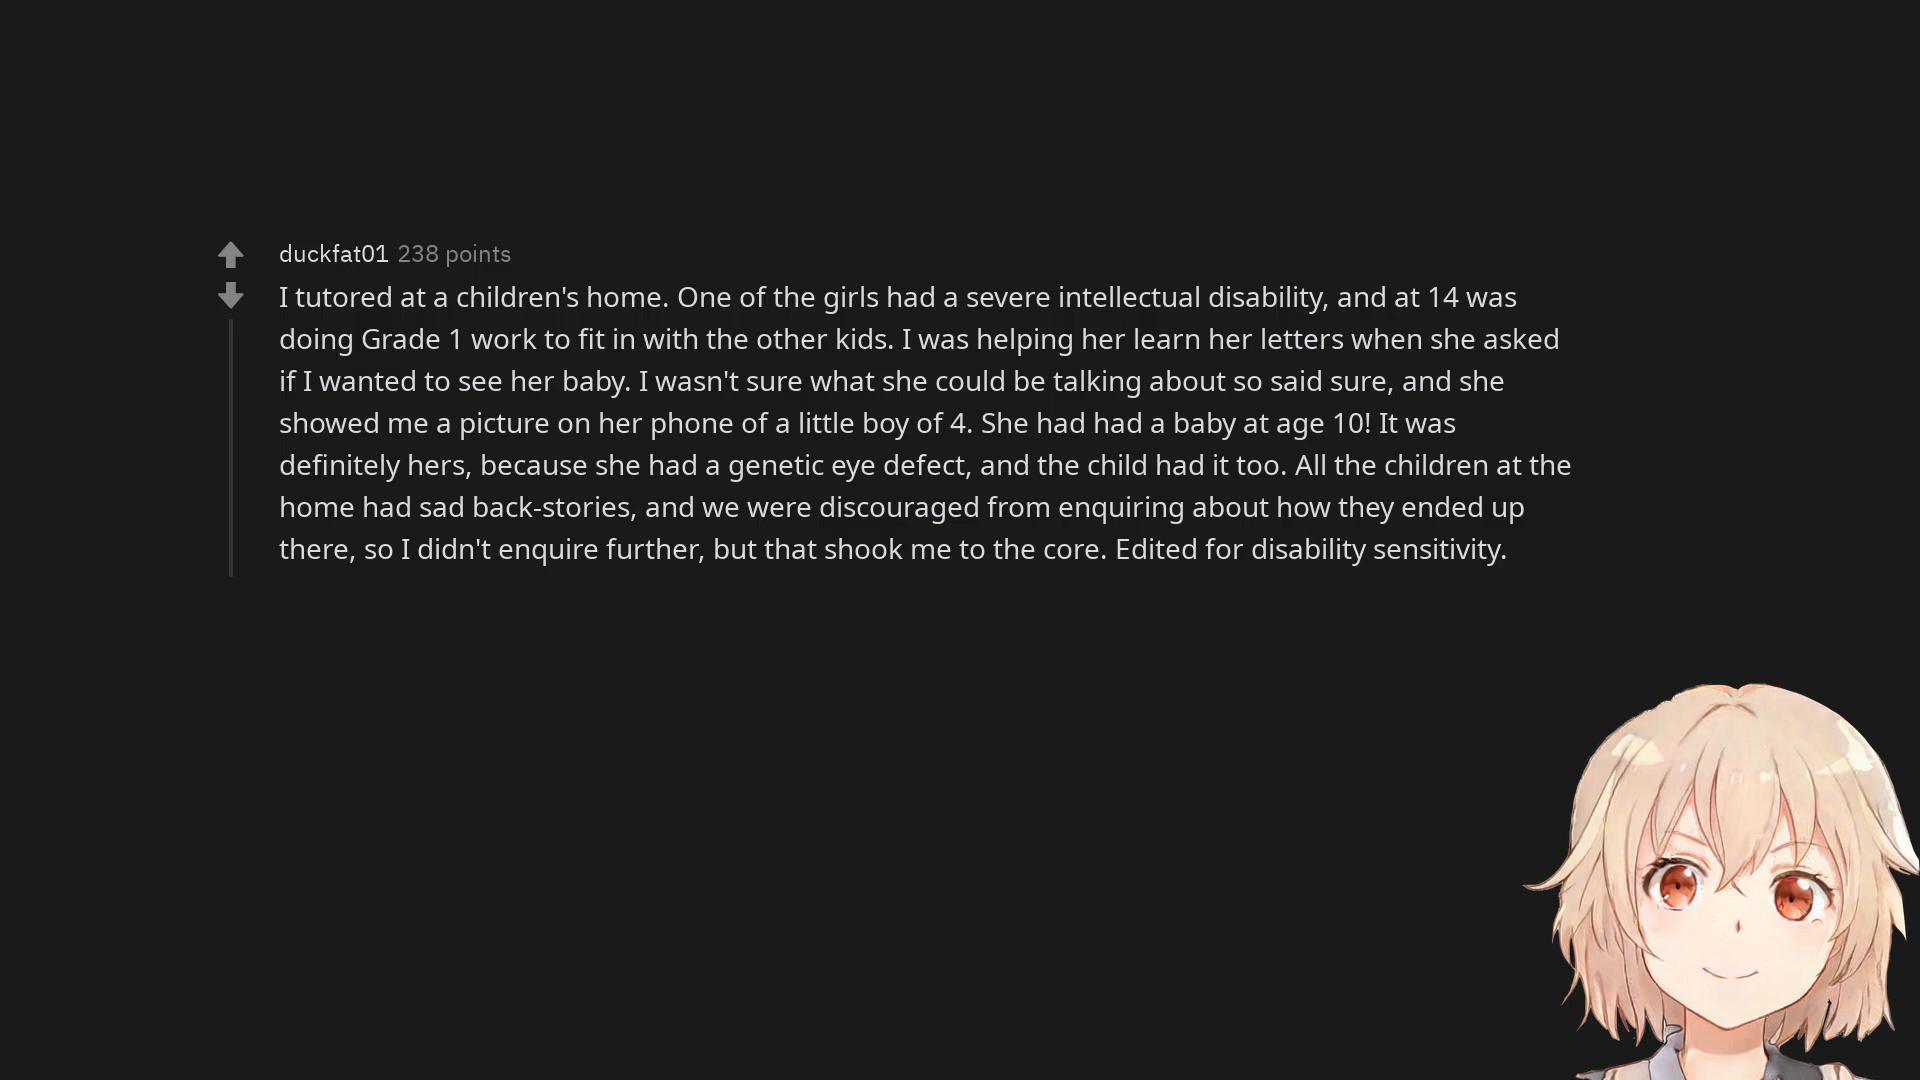 duckfat01 238 points
I tutored at a children's home. One of the girls had a severe intellectual disability, and at 14 was
doing Grade 1 work to fit in with the other kids. I was helping her learn her letters when she asked
if I wanted to see her baby. I wasn't sure what she could be talking about so said sure, and she
showed me a picture on her phone of a little boy of 4. She had had a baby at age 10! It was
definitely hers, because she had a genetic eye defect, and the child had it too. All the children at the
home had sad back-stories, and we were discouraged from enquiring about how they ended up
there, so I didn't enquire further, but that shook me to the core. Edited for disability sensitivity.